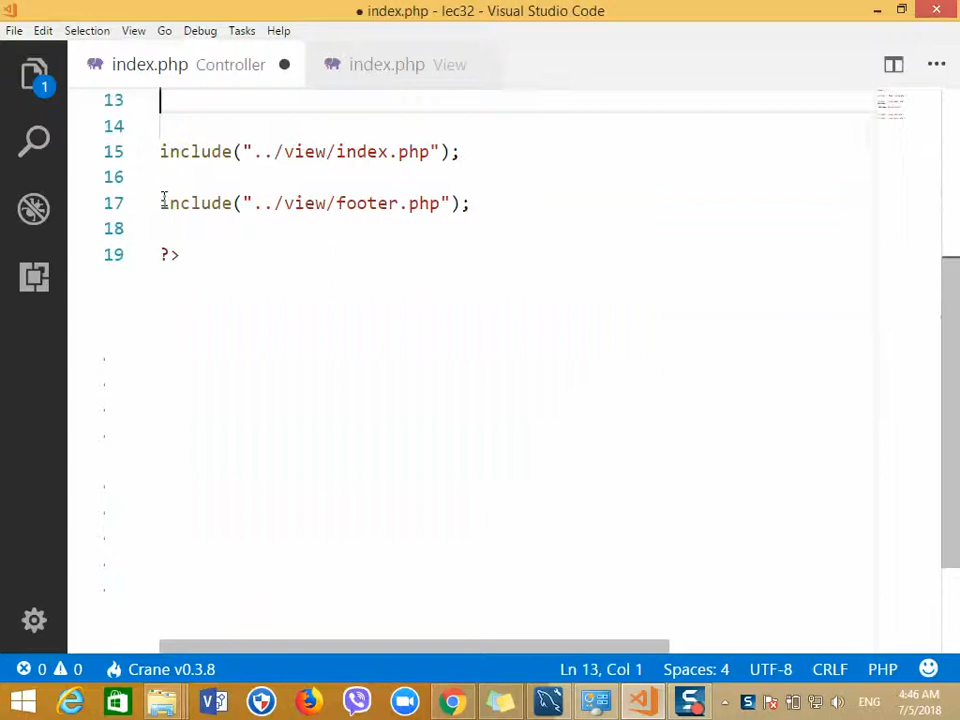 ● index.php - lec32 - Visual Studio Code
File Edit Selection View Go Debug Tasks Help
index.php Controller ● index.php View
1
13
14
15 include("../view/index.php");
16
17 include("../view/footer.php");
18
19 ?>
0 0 Crane v0.3.8 Ln 13, Col 1 Spaces: 4 UTF-8 CRLF PHP
ENG
4:46 AM
7/5/2018